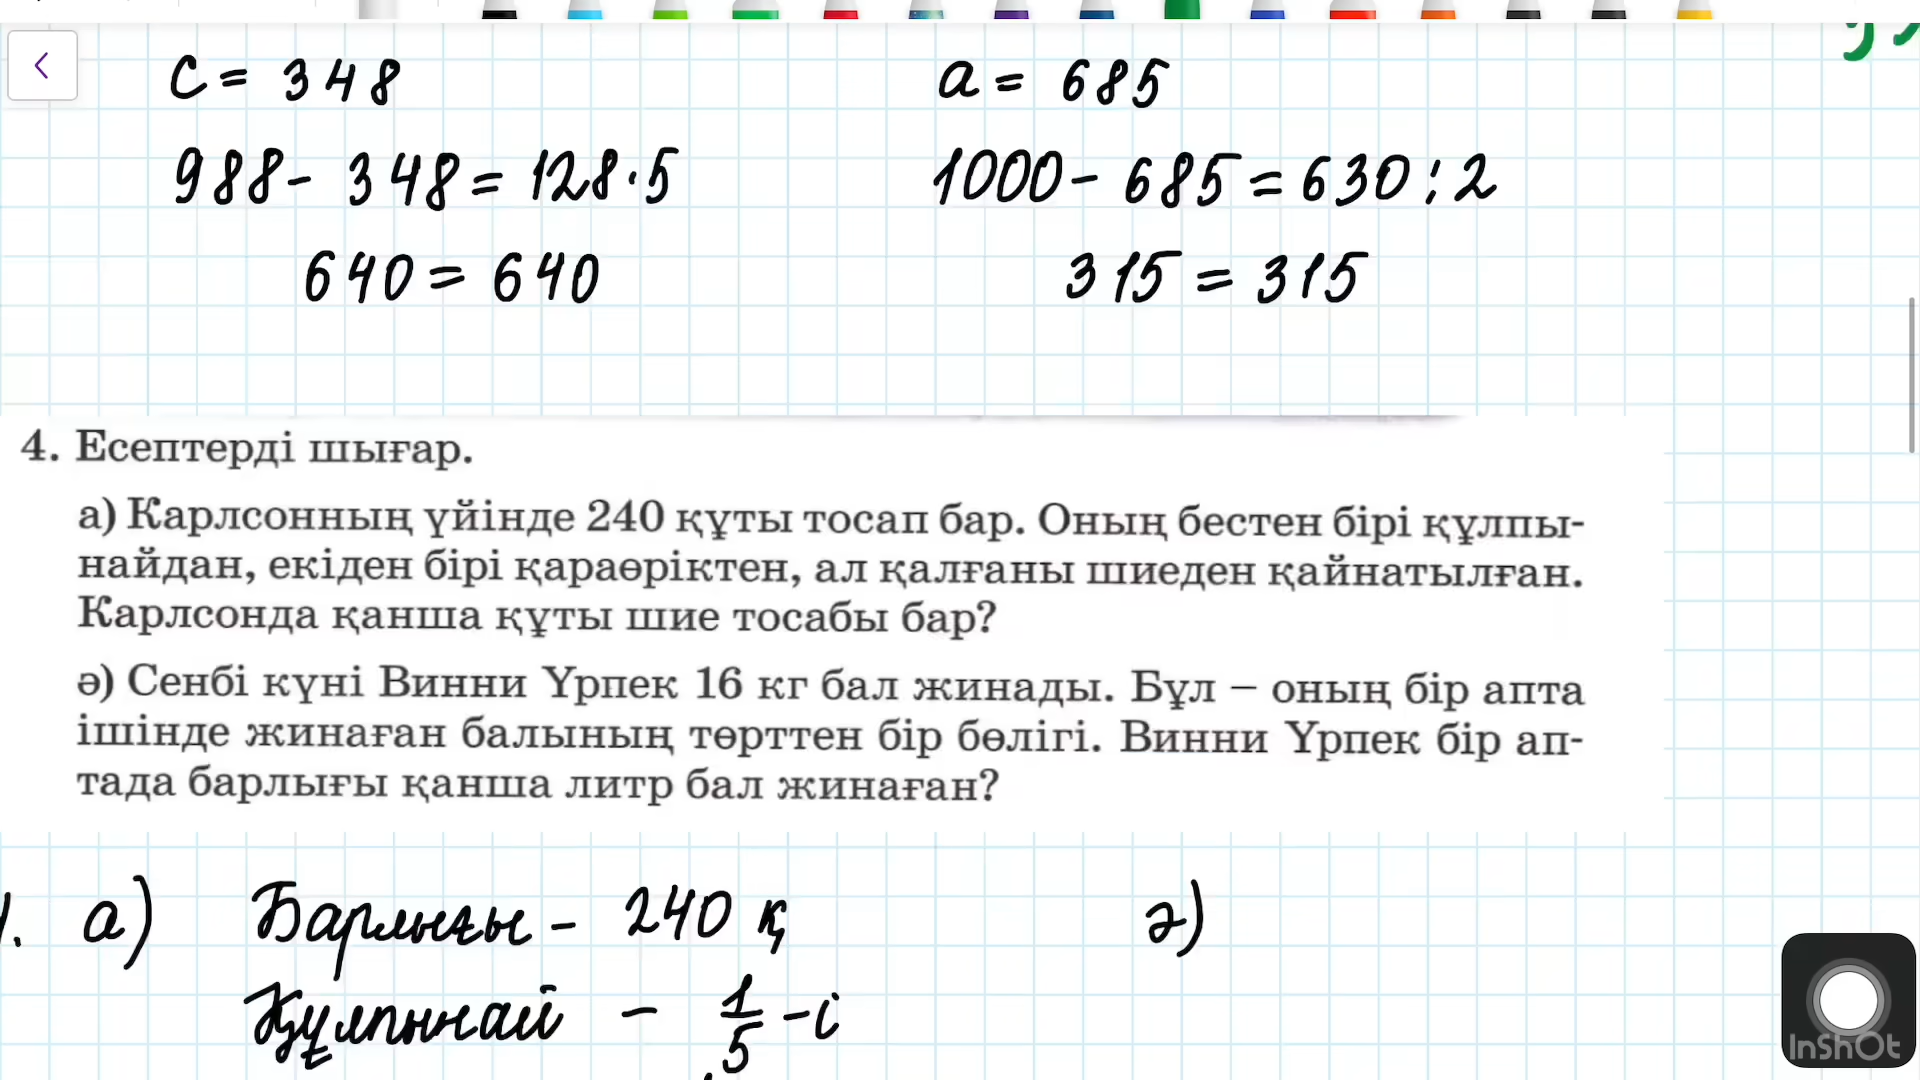 c = 348
a = 685
988 - 348 = 128·5
1000 - 685 = 630 : 2
640 = 640
315 = 315
4. Есептерді шығар.
а) Карлсонның үйінде 240 құты тосап бар. Оның бестен бірі құлпы-
найдан, екіден бірі қараөріктен, ал қалғаны шиеден қайнатылған.
Карлсонда қанша құты шие тосабы бар?
ә) Сенбі күні Винни Үрпек 16 кг бал жинады. Бұл – оның бір апта
ішінде жинаған балының төрттен бір бөлігі. Винни Үрпек бір ап-
тада барлығы қанша литр бал жинаған?
а) Барлығы - 240 қ
ә)
Құлпынай - 1/5 -і
InShOt